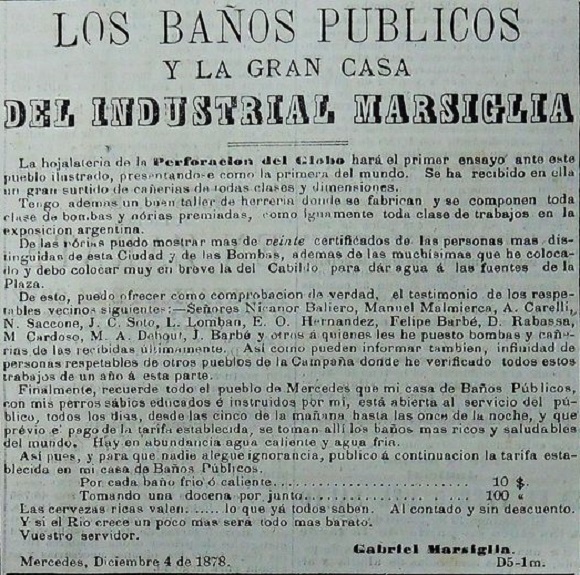 LOS BAÑOS PUBLICOS
Y LA GRAN CASA
DEL INDUSTRIAL MARSIGLIA
La hojalateria de la Perforacion del Globo hará el primer ensayo ante este
pueblo ilustrado, presentandose como la primera del mundo. Se ha recibido en ella
un gran surtido de cañerias de todas clases y dimensiones.
Tengo ademas un buen taller de herreria donde se fabrican y se componen toda
clase de bombas y nórias premiadas, como igualmente toda clase de trabajos en la
exposicion argentina.
De las nórias puedo mostrar mas de veinte certificados de las personas mas dis-
tinguidas de esta Ciudad y de las Bombas, ademas de las muchísimas que he coloca-
do y debo colocar muy en breve la del Cabildo para dár agua á las fuentes de la
Plaza.
De esto, puedo ofrecer como comprobacion de verdad, el testimonio de los respe-
tables vecinos siguientes:—Señores Nicanor Baliero, Manuel Malmierca, A. Carelli,
N. Saccone, J. C. Soto, L. Lomban, E. O. Hernandez, Felipe Barbé, D. Rabassa,
M. Cardoso, M. A. Dehout, J. Barbé y otros á quienes les he puesto bombas y cañe-
rias de las recibidas últimamente. Asi como pueden informar tambien, infiuidad de
personas respetables de otros pueblos de la Campaña donde he verificado todos estos
trabajos de un año á esta parte.
Finalmente, recuerde todo el pueblo de Mercedes que mi casa de Baños Públicos,
con mis perros sábios educados é instruidos por mi, está abierta al servicio del pú-
blico, todos los dias, desde las cinco de la mañana hasta las once de la noche, y que
prévio e' pago de la tarifa establecida, se toman allí los baños mas ricos y saludables
del mundo. Hay en abundancia agua caliente y agua fria.
Asi pues, y para que nadie alegue ignorancia, publico á continuacion la tarifa es-
tablecida en mi casa de Baños Públicos.
Por cada baño frio ó caliente.................... 10 $.
Tomando una docena por junto................ 100 «
Las cervezas ricas valen:...... lo que yá todos saben. Al contado y sin descuento.
Y si el Rio crece un poco mas será todo mas barato.
Vuestro servidor.
Gabriel Marsiglia.
Mercedes, Diciembre 4 de 1878. D5-1m.